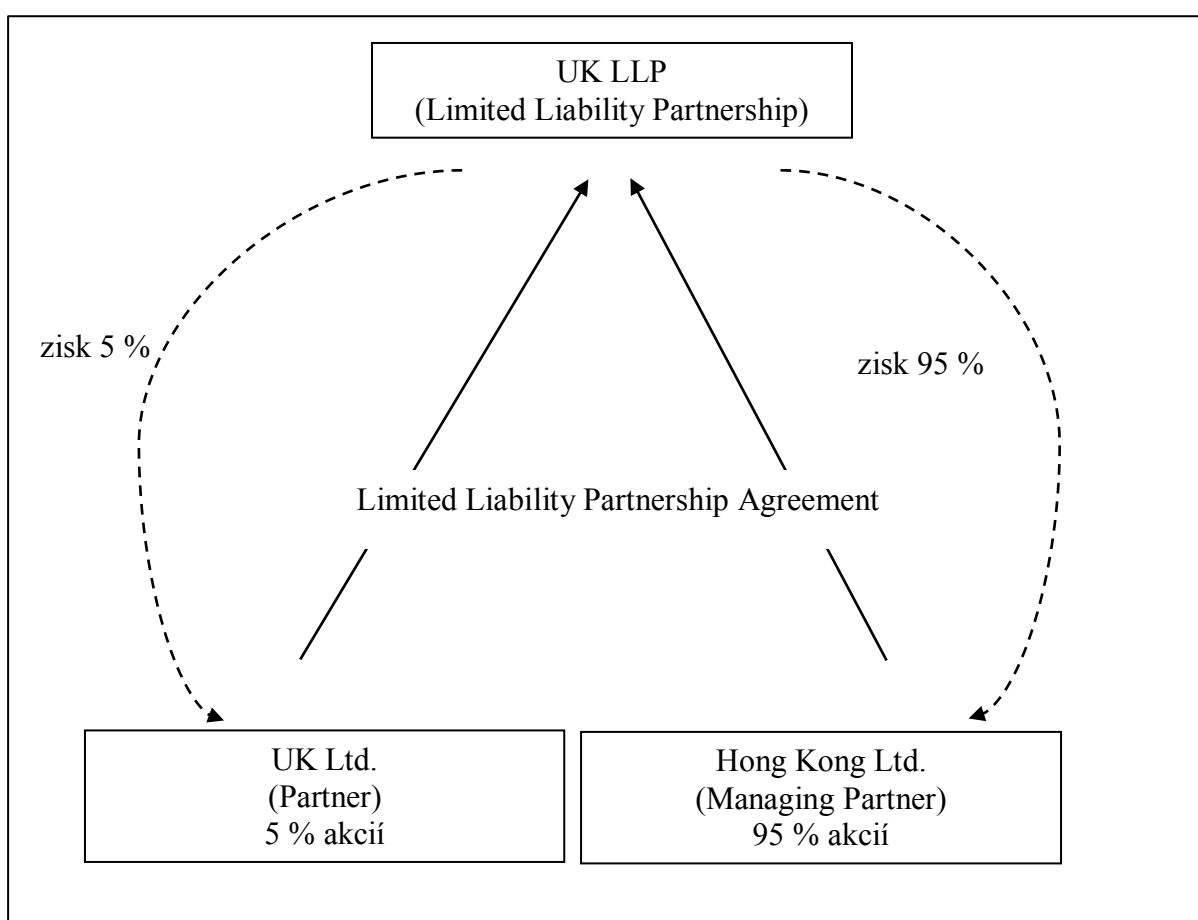 UK LLP
(Limited Liability Partnership)
zisk 5 %
zisk 95 %
Limited Liability Partnership Agreement
UK Ltd.
(Partner)
5 % akcií
Hong Kong Ltd.
(Managing Partner)
95 % akcií